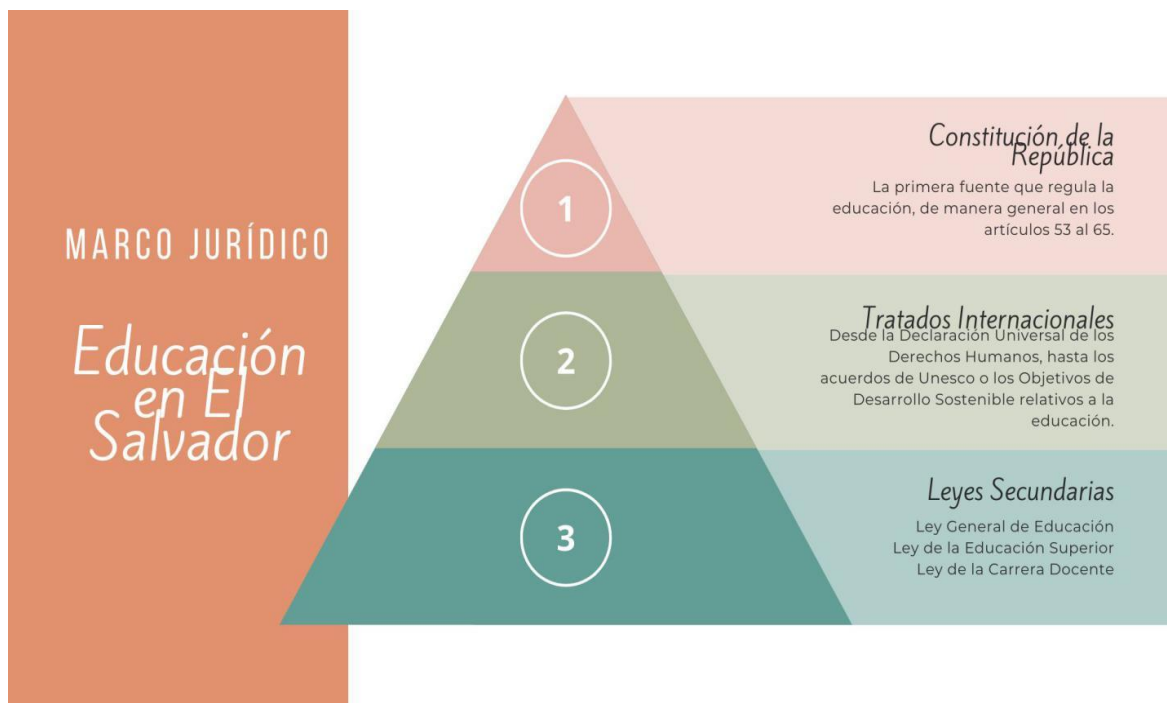 MARCO JURÍDICO
Educación
en El
Salvador
1
Constitución de la
República
La primera fuente que regula la
educación, de manera general en los
artículos 53 al 65.
2
Tratados Internacionales
Desde la Declaración Universal de los
Derechos Humanos, hasta los
acuerdos de Unesco o los Objetivos de
Desarrollo Sostenible relativos a la
educación.
3
Leyes Secundarias
Ley General de Educación
Ley de la Educación Superior
Ley de la Carrera Docente